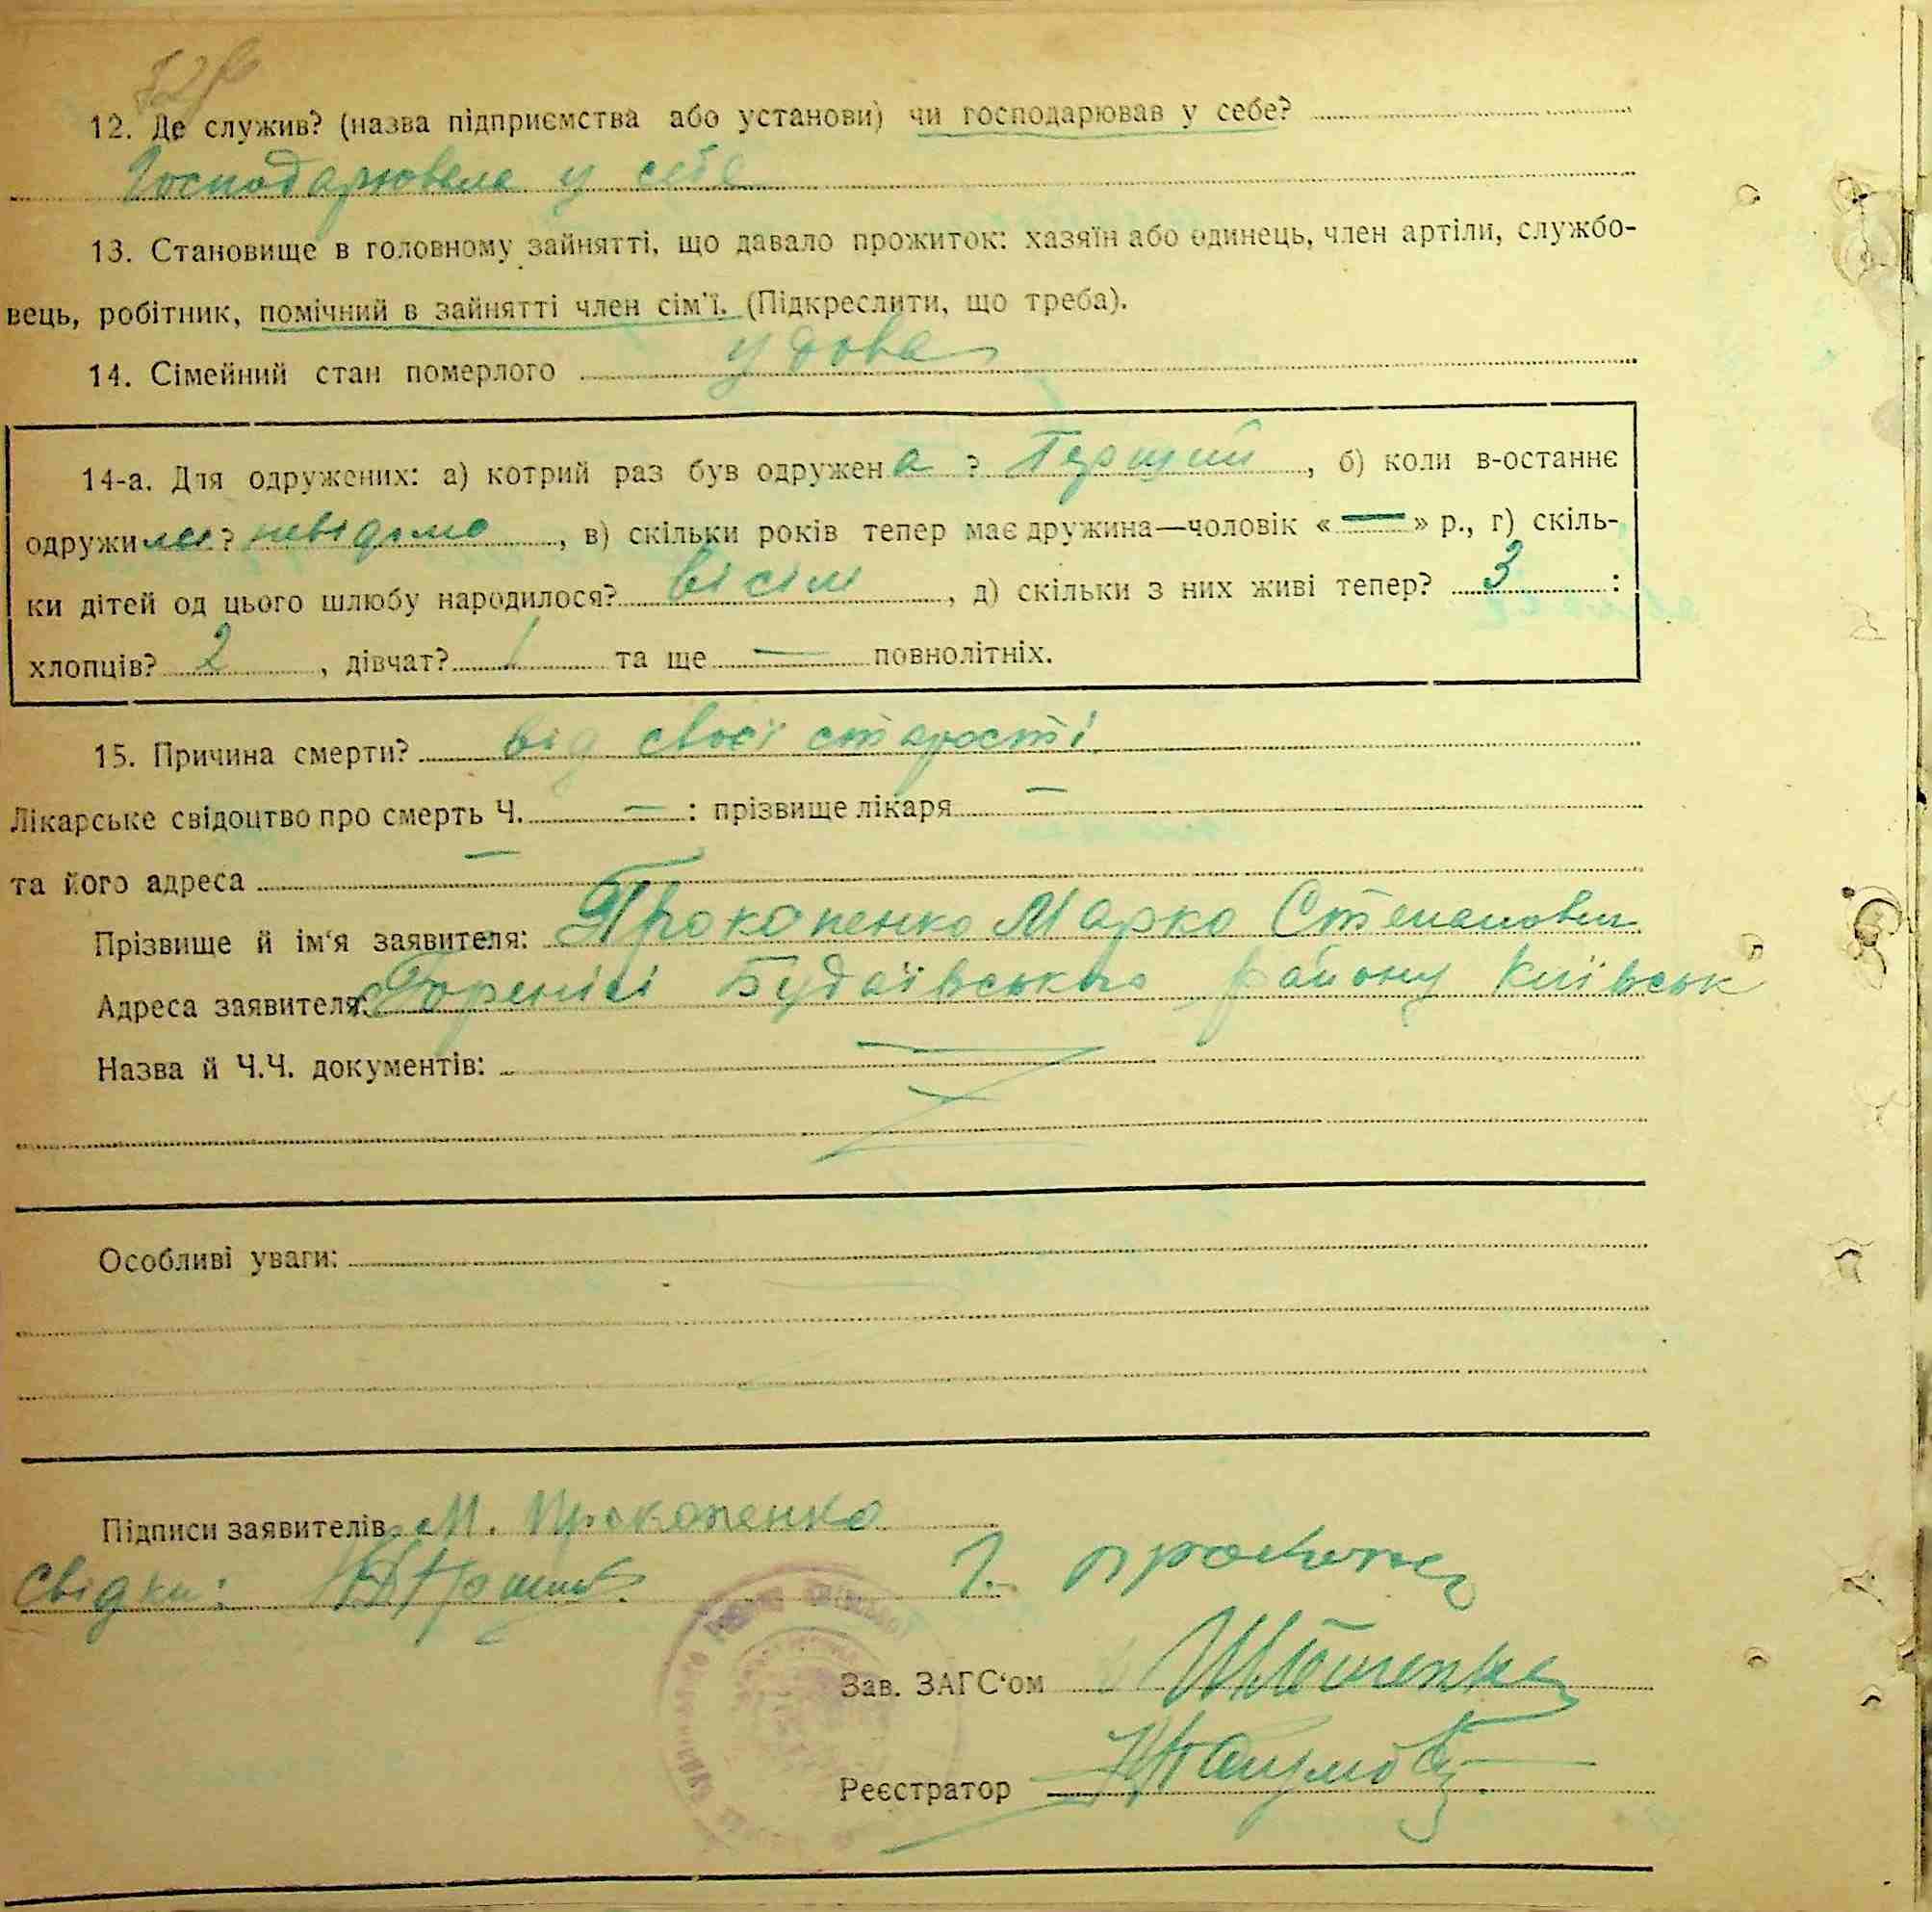 12. Де служив? (назва підприємства або установи) чи господарював у себе?
Господарювала у себе
13. Становище в головному зайнятті, що давало прожиток: хазяїн або одинець, член артіли, службо-
вець, робітник, помічний в зайнятті член сім'ї. (Підкреслити, що треба).
14. Сімейний стан померлого удова
14-а. Для одружених: а) котрий раз був одружена? Перший, б) коли в-останнє
одружилась? невідомо, в) скільки років тепер має дружина—чоловік «—» р., г) скіль-
ки дітей од цього шлюбу народилося? вісім, д) скільки з них живі тепер? 3:
хлопців? 2, дівчат? 1 та ще — повнолітніх.
15. Причина смерти? від своєї старості
Лікарське свідоцтво про смерть Ч. — : прізвище лікаря —
та його адреса —
Прізвище й ім'я заявителя: Прокопенко Марко Степанович
Адреса заявителя: с Гореничі Будаївського району Київськ
Назва й Ч.Ч. документів:
Особливі уваги:
Підписи заявителів М. Прокопенко
Свідки:
Зав. ЗАГС'ом
Реєстратор